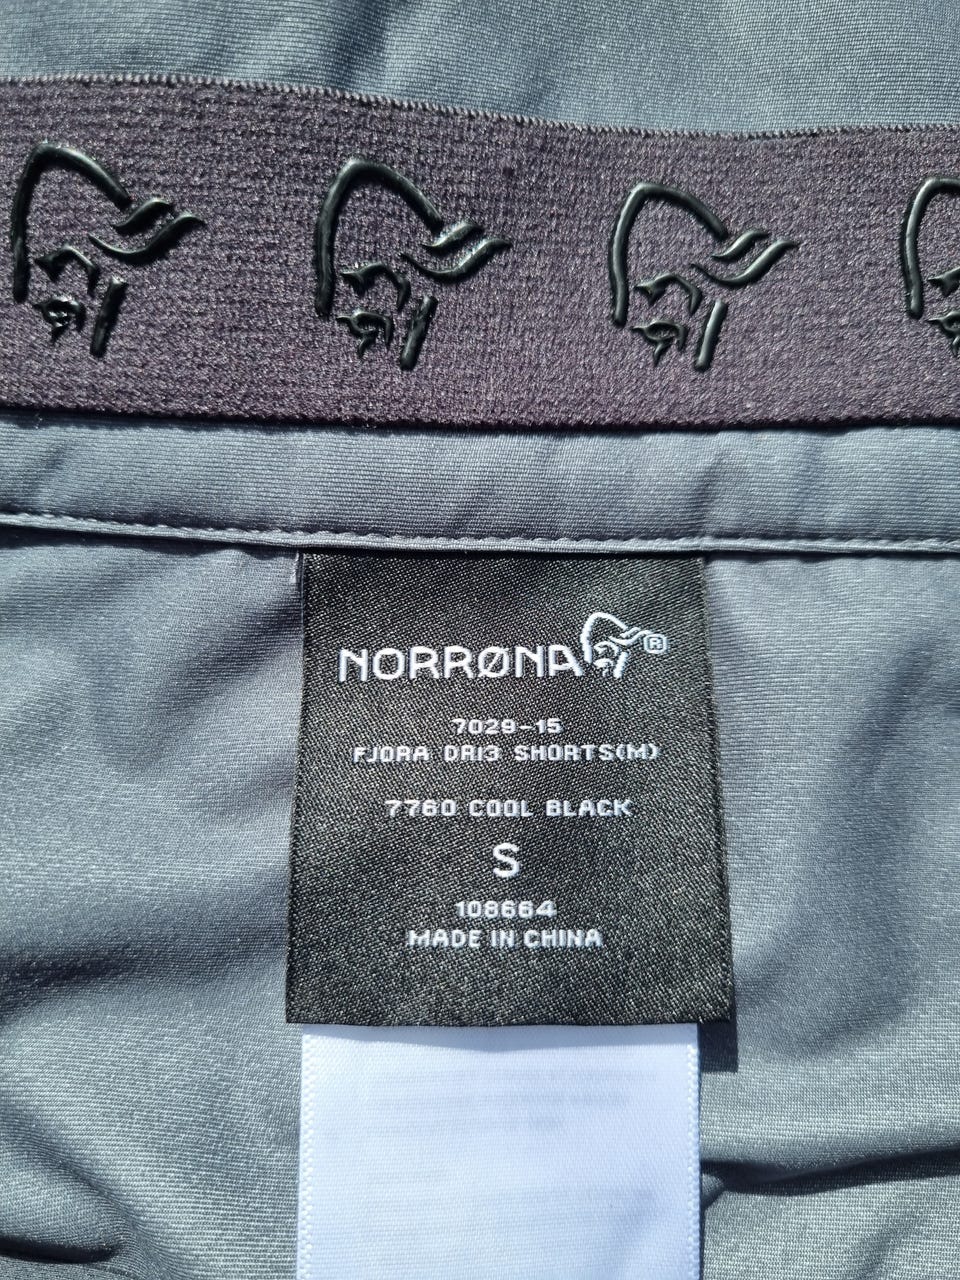 NORRØNA ®
7029-15
FJORA DRI3 SHORTS(M)
7760 COOL BLACK
S
108664
MADE IN CHINA